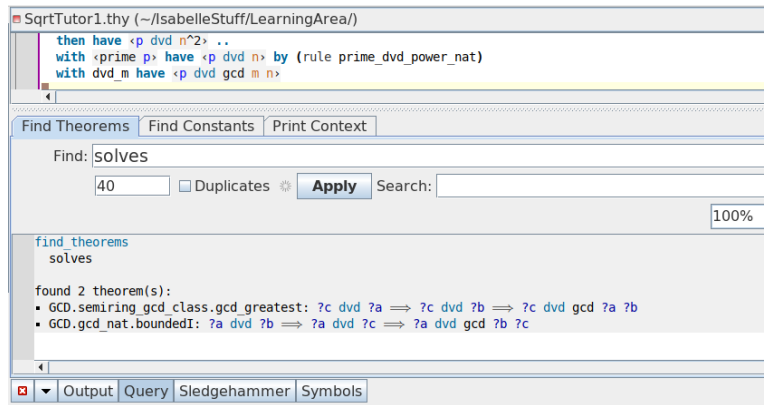 SqrtTutor1.thy (~/IsabelleStuff/LearningArea/)
then have ‹p dvd n^2› ..
with ‹prime p› have ‹p dvd n› by (rule prime_dvd_power_nat)
with dvd_m have ‹p dvd gcd m n›
Find Theorems Find Constants Print Context
Find: solves
40 Duplicates Apply Search:
100%
find_theorems
solves
found 2 theorem(s):
▪ GCD.semiring_gcd_class.gcd_greatest: ?c dvd ?a ⟹ ?c dvd ?b ⟹ ?c dvd gcd ?a ?b
▪ GCD.gcd_nat.boundedI: ?a dvd ?b ⟹ ?a dvd ?c ⟹ ?a dvd gcd ?b ?c
Output Query Sledgehammer Symbols